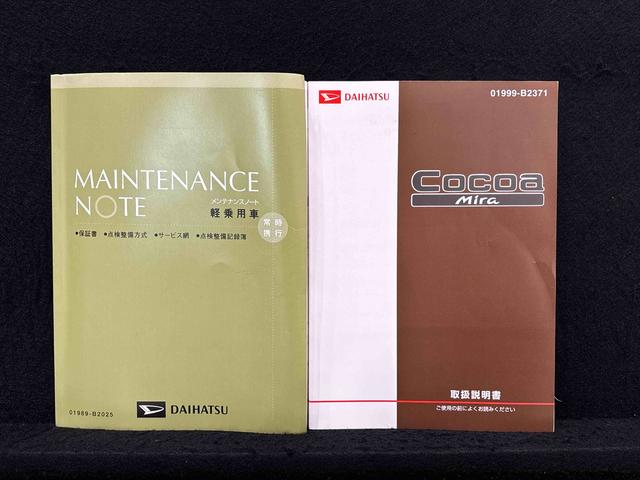 MAINTENANCE
NOTE
メンテナンスノート
軽乗用車
常時
携行
●保証書 ●点検整備方式 ●サービス網 ●点検整備記録簿
01989-B2025
DAIHATSU
DAIHATSU
01999-B2371
Cocoa
Mira
取扱説明書
ご使用の前によくお読みください